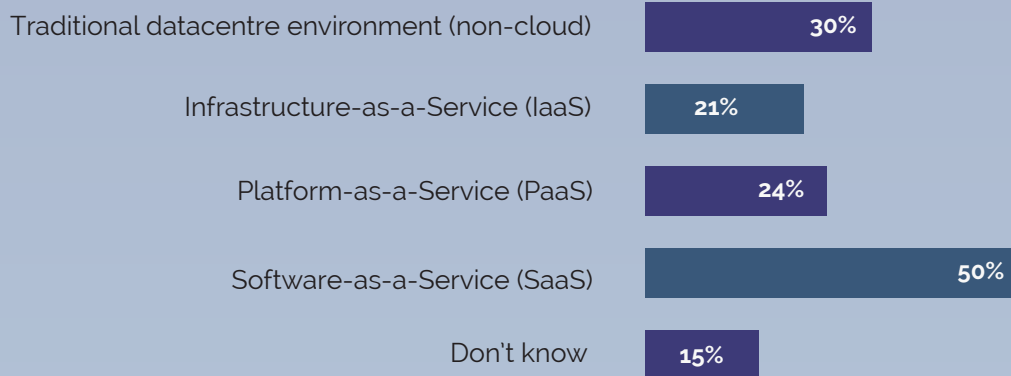 Traditional datacentre environment (non-cloud) 30%
Infrastructure-as-a-Service (IaaS) 21%
Platform-as-a-Service (PaaS) 24%
Software-as-a-Service (SaaS) 50%
Don't know 15%